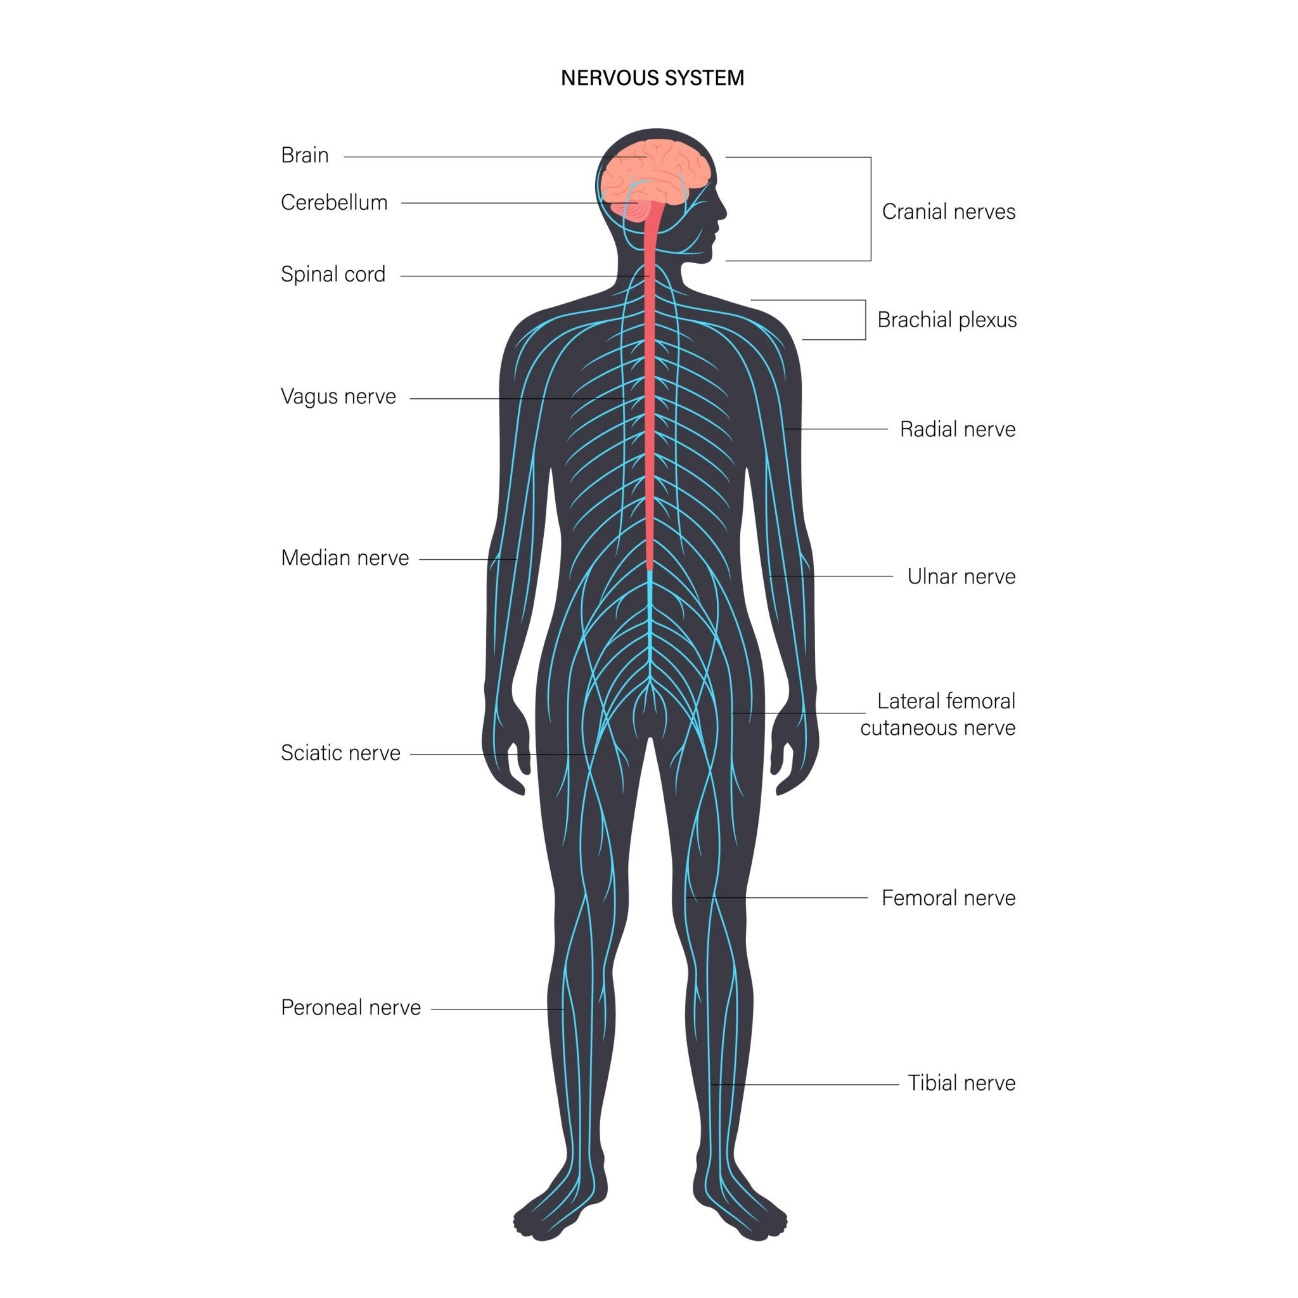 NERVOUS SYSTEM
Brain
Cerebellum
Spinal cord
Vagus nerve
Median nerve
Sciatic nerve
Peroneal nerve
Cranial nerves
Brachial plexus
Radial nerve
Ulnar nerve
Lateral femoral
cutaneous nerve
Femoral nerve
Tibial nerve